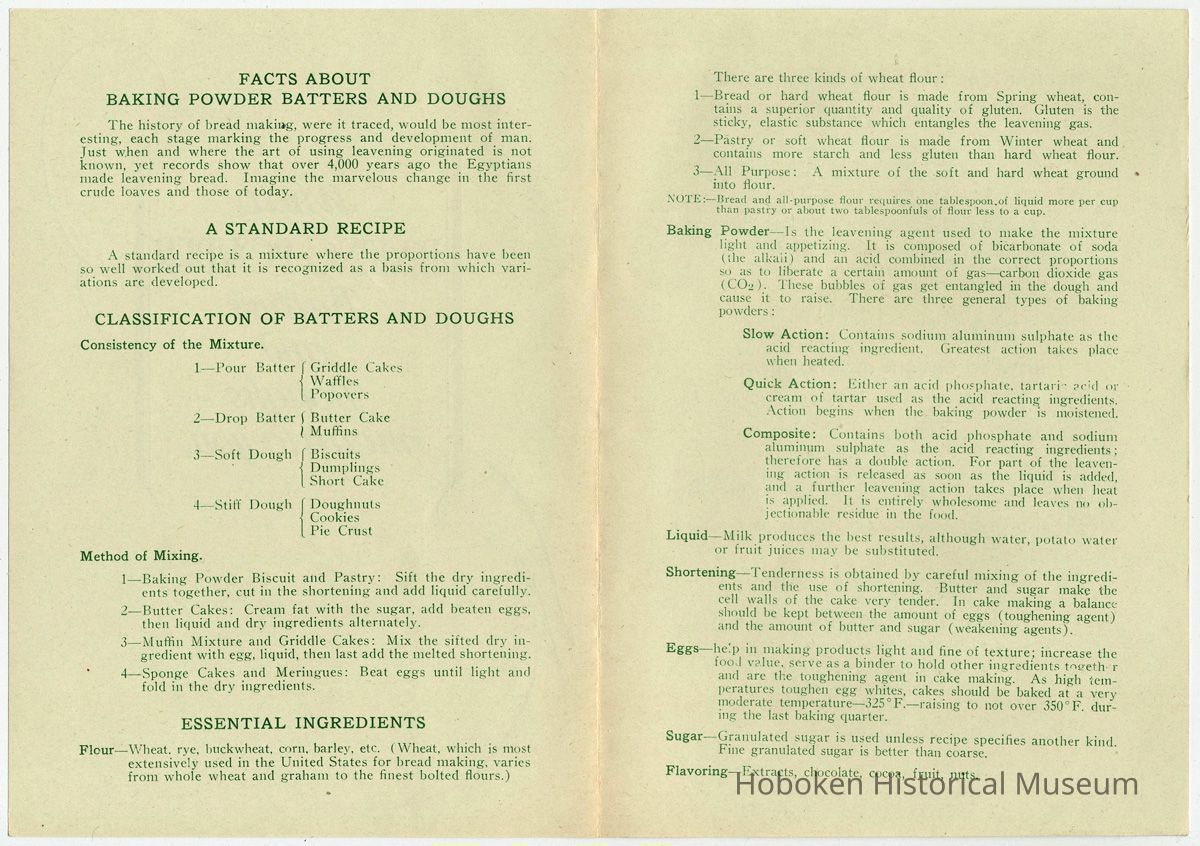 FACTS ABOUT
BAKING POWDER BATTERS AND DOUGHS
The history of bread making, were it traced, would be most inter-
esting, each stage marking the progress and development of man.
Just when and where the art of using leavening originated is not
known, yet records show that over 4,000 years ago the Egyptians
made leavening bread. Imagine the marvelous change in the first
crude loaves and those of today.
A STANDARD RECIPE
A standard recipe is a mixture where the proportions have been
so well worked out that it is recognized as a basis from which vari-
ations are developed.
CLASSIFICATION OF BATTERS AND DOUGHS
Consistency of the Mixture.
1—Pour Batter { Griddle Cakes
Waffles
Popovers
2—Drop Batter { Butter Cake
Muffins
3—Soft Dough { Biscuits
Dumplings
Short Cake
4—Stiff Dough { Doughnuts
Cookies
Pie Crust
Method of Mixing.
1—Baking Powder Biscuit and Pastry: Sift the dry ingredi-
ents together, cut in the shortening and add liquid carefully.
2—Butter Cakes: Cream fat with the sugar, add beaten eggs,
then liquid and dry ingredients alternately.
3—Muffin Mixture and Griddle Cakes: Mix the sifted dry in-
gredient with egg, liquid, then last add the melted shortening.
4—Sponge Cakes and Meringues: Beat eggs until light and
fold in the dry ingredients.
ESSENTIAL INGREDIENTS
Flour—Wheat, rye, buckwheat, corn, barley, etc. (Wheat, which is most
extensively used in the United States for bread making, varies
from whole wheat and graham to the finest bolted flours.)
There are three kinds of wheat flour:
1—Bread or hard wheat flour is made from Spring wheat, con-
tains a superior quantity and quality of gluten. Gluten is the
sticky, elastic substance which entangles the leavening gas.
2—Pastry or soft wheat flour is made from Winter wheat and
contains more starch and less gluten than hard wheat flour.
3—All Purpose: A mixture of the soft and hard wheat ground
into flour.
NOTE:—Bread and all-purpose flour requires one tablespoon of liquid more per cup
than pastry or about two tablespoonfuls of flour less to a cup.
Baking Powder—Is the leavening agent used to make the mixture
light and appetizing. It is composed of bicarbonate of soda
(the alkali) and an acid combined in the correct proportions
so as to liberate a certain amount of gas—carbon dioxide gas
(CO2). These bubbles of gas get entangled in the dough and
cause it to raise. There are three general types of baking
powders:
Slow Action: Contains sodium aluminum sulphate as the
acid reacting ingredient. Greatest action takes place
when heated.
Quick Action: Either an acid phosphate, tartaric acid or
cream of tartar used as the acid reacting ingredients.
Action begins when the baking powder is moistened.
Composite: Contains both acid phosphate and sodium
aluminum sulphate as the acid reacting ingredients;
therefore has a double action. For part of the leaven-
ing action is released as soon as the liquid is added,
and a further leavening action takes place when heat
is applied. It is entirely wholesome and leaves no ob-
jectionable residue in the food.
Liquid—Milk produces the best results, although water, potato water
or fruit juices may be substituted.
Shortening—Tenderness is obtained by careful mixing of the ingredi-
ents and the use of shortening. Butter and sugar make the
cell walls of the cake very tender. In cake making a balance
should be kept between the amount of eggs (toughening agent)
and the amount of butter and sugar (weakening agents).
Eggs—help in making products light and fine of texture; increase the
food value, serve as a binder to hold other ingredients together
and are the toughening agent in cake making. As high tem-
peratures toughen egg whites, cakes should be baked at a very
moderate temperature—325°F.—raising to not over 350°F. dur-
ing the last baking quarter.
Sugar—Granulated sugar is used unless recipe specifies another kind.
Fine granulated sugar is better than coarse.
Flavoring—Extracts, chocolate, cocoa, fruit, nuts.
Hoboken Historical Museum